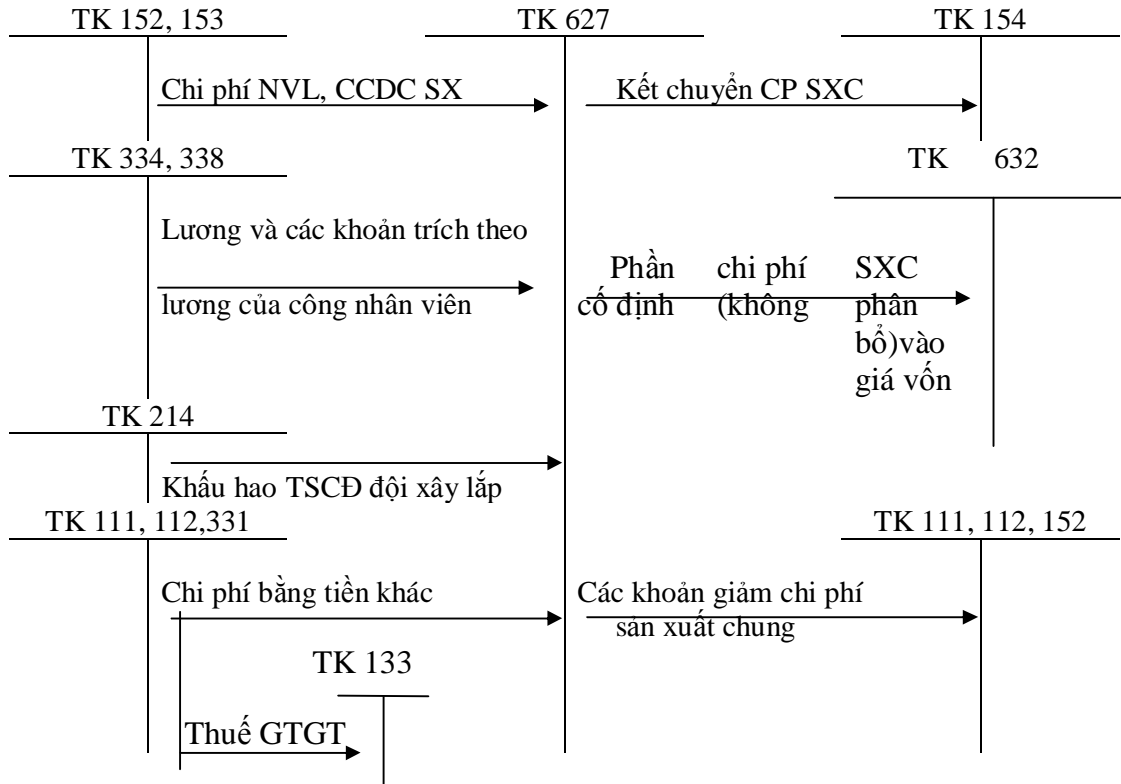 TK 152, 153 TK 627 TK 154
Chi phí NVL, CCDC SX Kết chuyển CP SXC
TK 334, 338 TK 632
Lương và các khoản trích theo
lương của công nhân viên
Phần chi phí SXC
cố định (không phân
bổ)vào
giá vốn
TK 214
Khấu hao TSCĐ đội xây lắp
TK 111, 112,331 TK 111, 112, 152
Chi phí bằng tiền khác Các khoản giảm chi phí
sản xuất chung
TK 133
Thuế GTGT